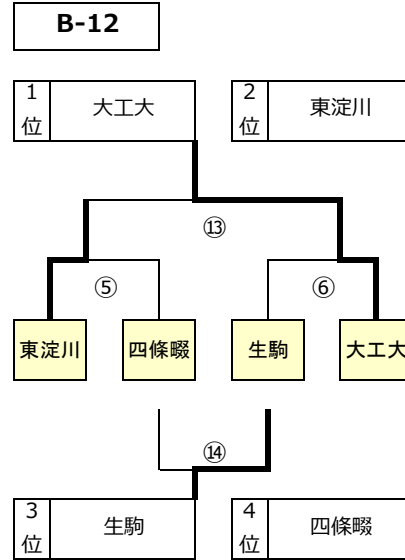 B-12
1位 大工大 2位 東淀川
⑬
⑤ ⑥
東淀川 四條畷 生駒 大工大
⑭
3位 生駒 4位 四條畷